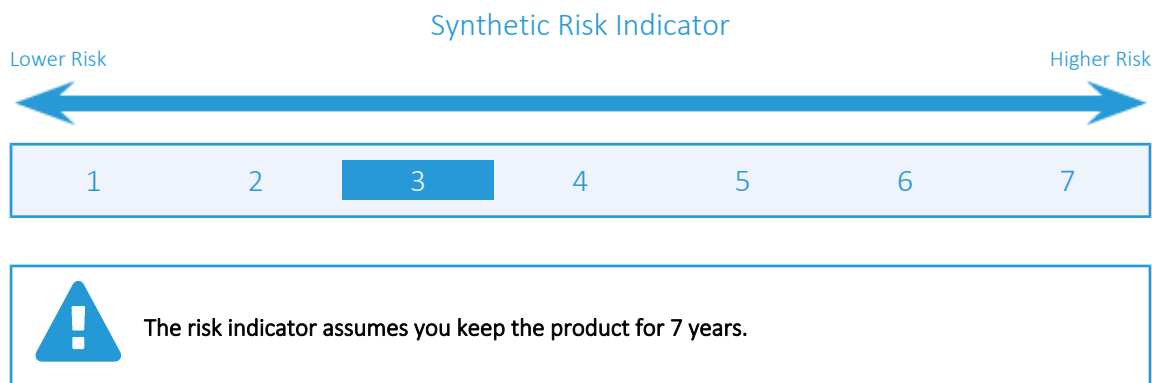 Synthetic Risk Indicator
Lower Risk Higher Risk
1 2 3 4 5 6 7
The risk indicator assumes you keep the product for 7 years.